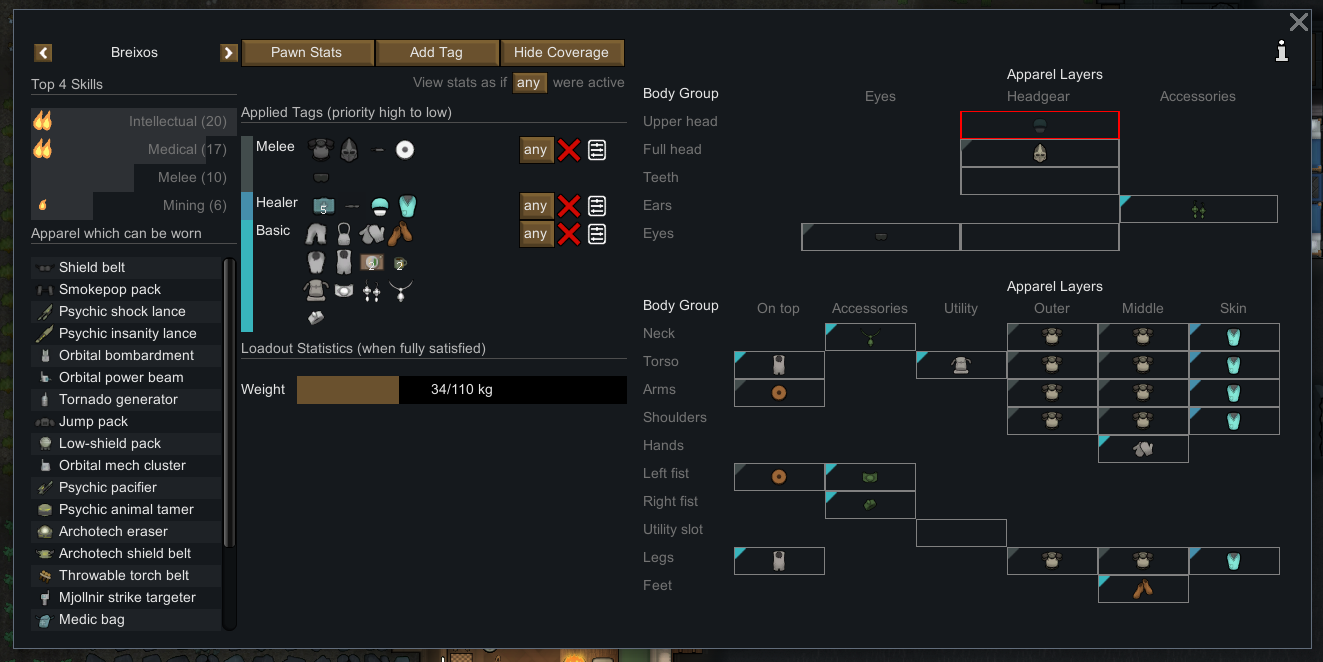 Breixos
Pawn Stats
Add Tag
Hide Coverage
View stats as if any were active
Top 4 Skills
Intellectual (20)
Medical (17)
Melee (10)
Mining (6)
Apparel which can be worn
Shield belt
Smokepop pack
Psychic shock lance
Psychic insanity lance
Orbital bombardment
Orbital power beam
Tornado generator
Jump pack
Low-shield pack
Orbital mech cluster
Psychic pacifier
Psychic animal tamer
Archotech eraser
Archotech shield belt
Throwable torch belt
Mjollnir strike targeter
Medic bag
Applied Tags (priority high to low)
Melee
any
Healer
5
any
Basic
any
2
2
Loadout Statistics (when fully satisfied)
Weight
34/110 kg
Apparel Layers
Body Group
Eyes
Headgear
Accessories
Upper head
Full head
Teeth
Ears
Eyes
Apparel Layers
Body Group
On top
Accessories
Utility
Outer
Middle
Skin
Neck
Torso
Arms
Shoulders
Hands
Left fist
Right fist
Utility slot
Legs
Feet